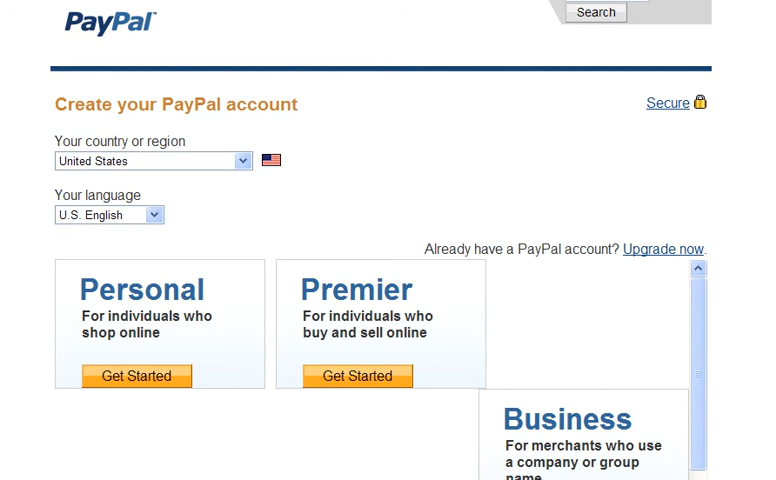 PayPal™
Search
Create your PayPal account
Secure
Your country or region
United States
Your language
U.S. English
Already have a PayPal account? Upgrade now.
Personal
For individuals who
shop online
Get Started
Premier
For individuals who
buy and sell online
Get Started
Business
For merchants who use
a company or group
name